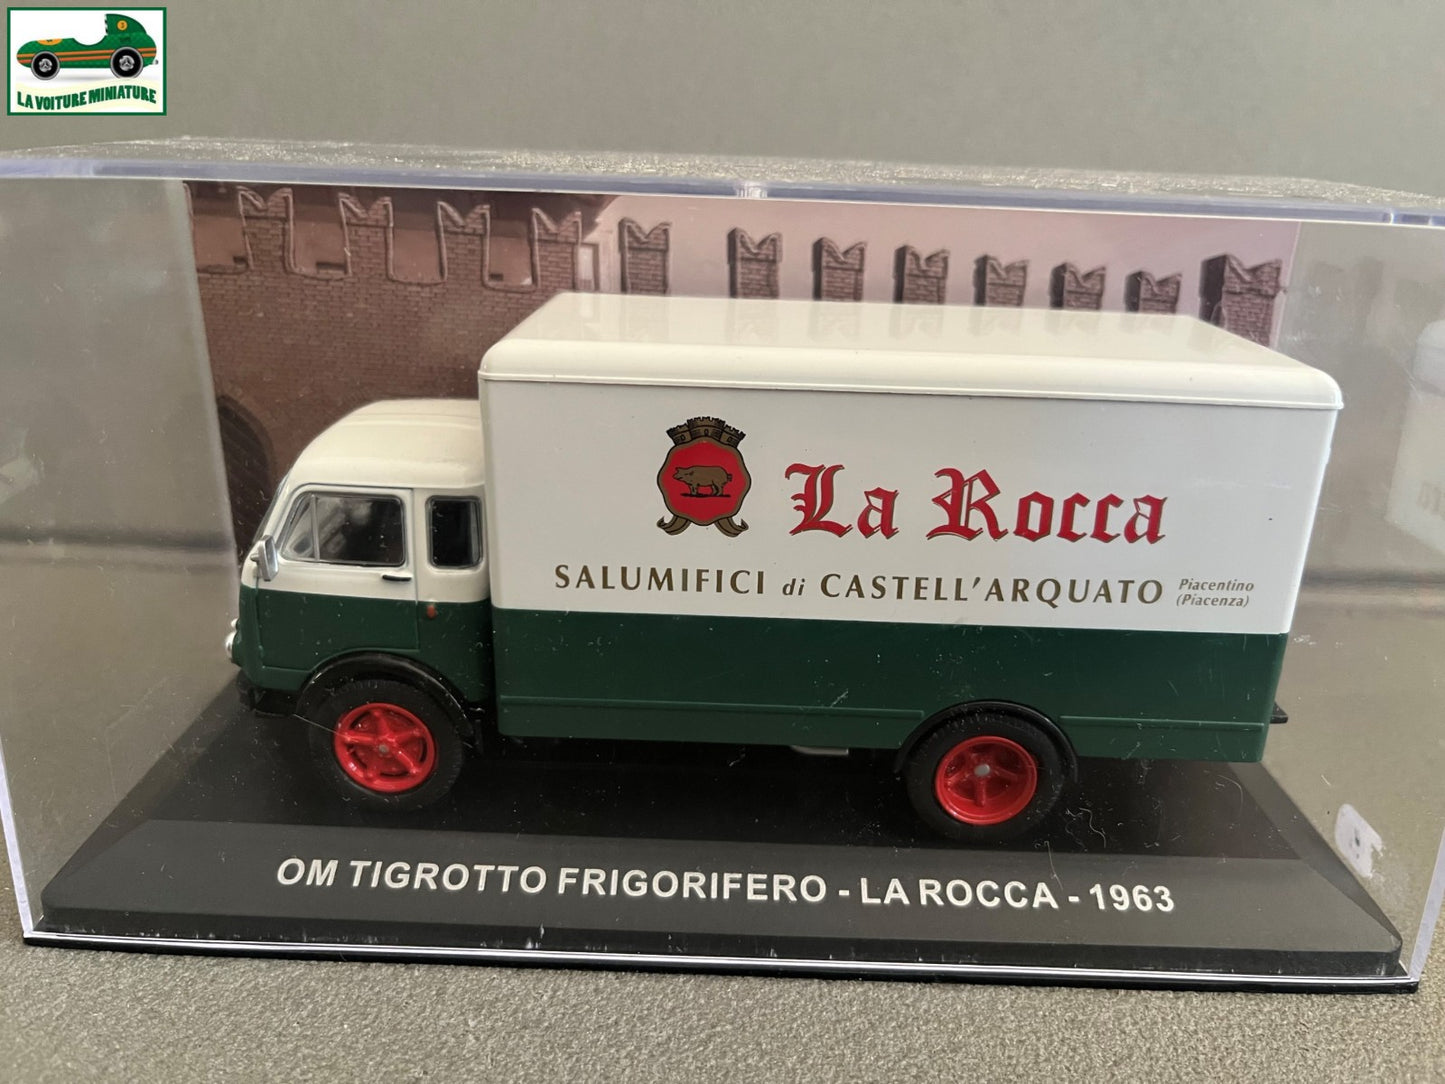 LA VOITURE MINIATURE
La Rocca
SALUMIFICI di CASTELL'ARQUATO Piacentino
(Piacenza)
OM TIGROTTO FRIGORIFERO - LA ROCCA - 1963